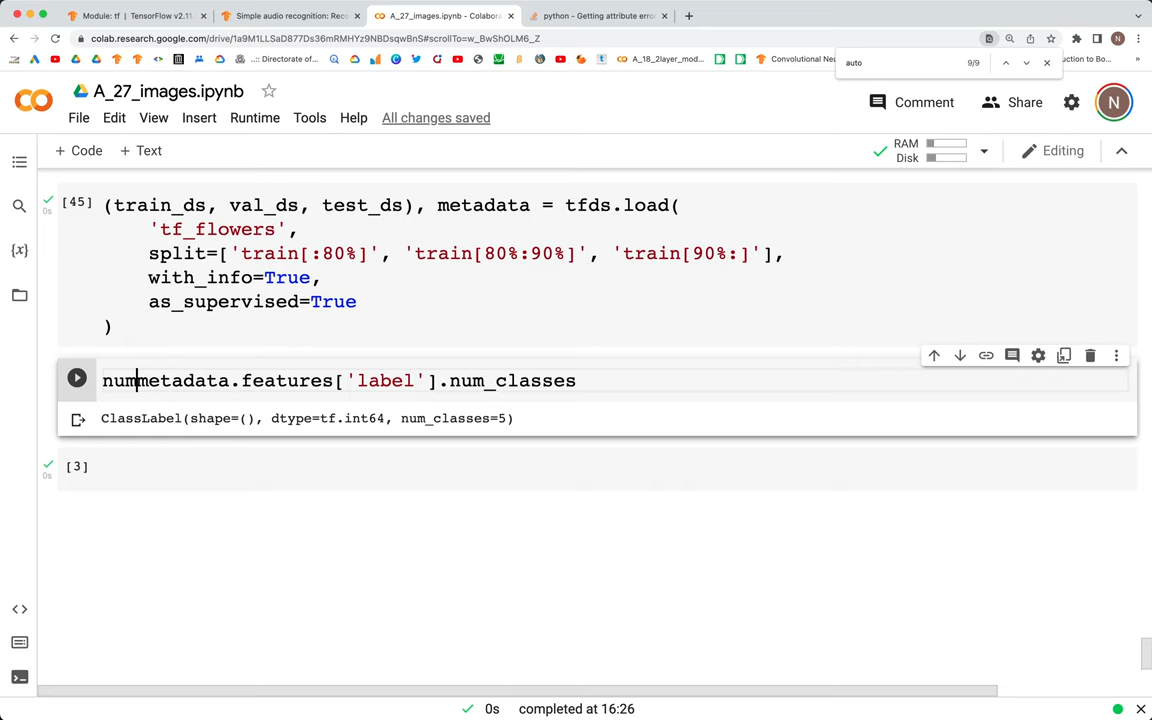 Module: tf | TensorFlow v2.11.
Simple audio recognition: Rec
A_27_images.ipynb - Colabora
python - Getting attribute erro
colab.research.google.com/drive/1a9M1LLSaD877Ds36mRMHYz9NBDsqwBnS#scrollTo=w_BwShOLM6_Z
..:: Directorate of...
A_18_2layer_mod...
Convolutional Neu
uction to Bo...
auto
9/9
A_27_images.ipynb
Comment
Share
N
File Edit View Insert Runtime Tools Help All changes saved
+ Code + Text
RAM
Disk
Editing
[45]
(train_ds, val_ds, test_ds), metadata = tfds.load(
'tf_flowers',
split=['train[:80%]', 'train[80%:90%]', 'train[90%:]'],
with_info=True,
as_supervised=True
)
0s
nummetadata.features['label'].num_classes
ClassLabel(shape=(), dtype=tf.int64, num_classes=5)
[3]
0s
0s completed at 16:26